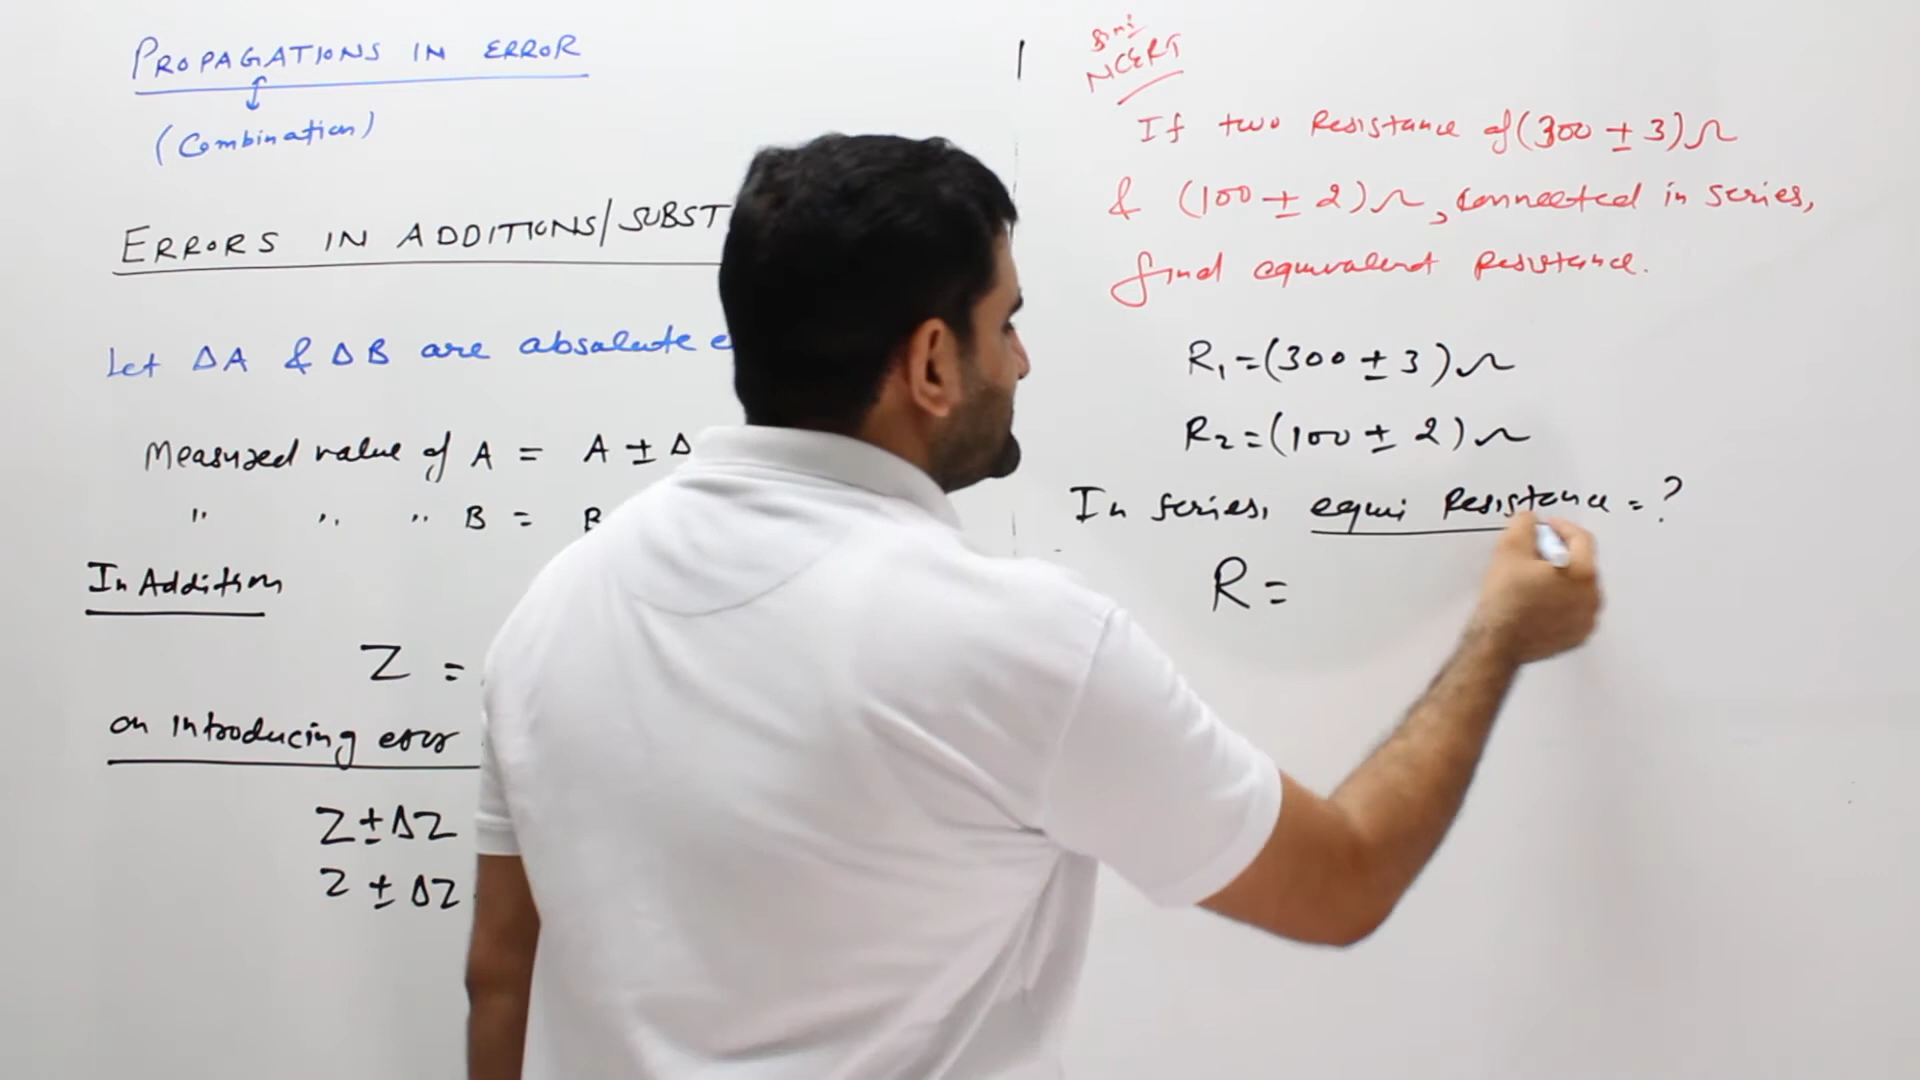 PROPAGATIONS IN ERROR
(Combination)
ERRORS IN ADDITIONS/SUBST
Let ΔA & ΔB are absolute e
Measured value of A = A ± Δ
" " " B = B
In Addition
Z =
on introducing error
Z ± ΔZ
Z ± ΔZ
NCERT
If two Resistance of (300 ± 3)Ω
& (100 ± 2)Ω, connected in series,
find equivalent Resistance.
R₁ = (300 ± 3)Ω
R₂ = (100 ± 2)Ω
In series, equi Resistance = ?
R =